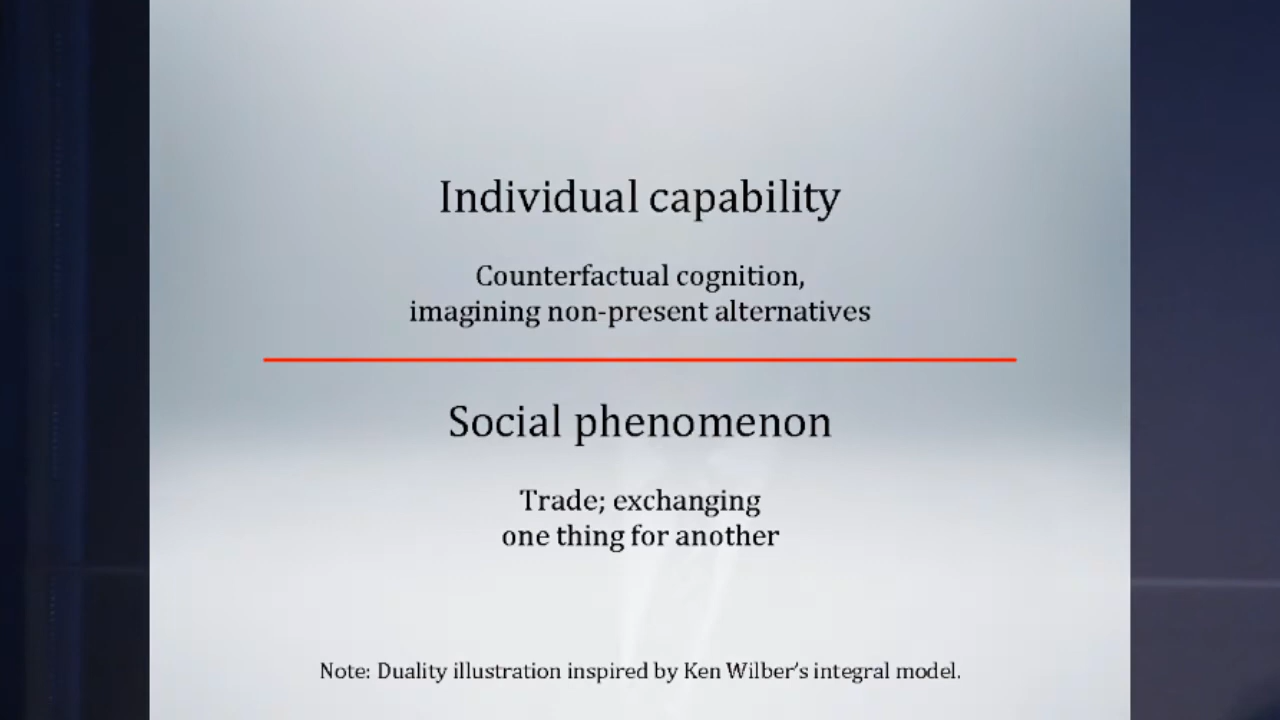 Individual capability
Counterfactual cognition,
imagining non-present alternatives
Social phenomenon
Trade; exchanging
one thing for another
Note: Duality illustration inspired by Ken Wilber’s integral model.